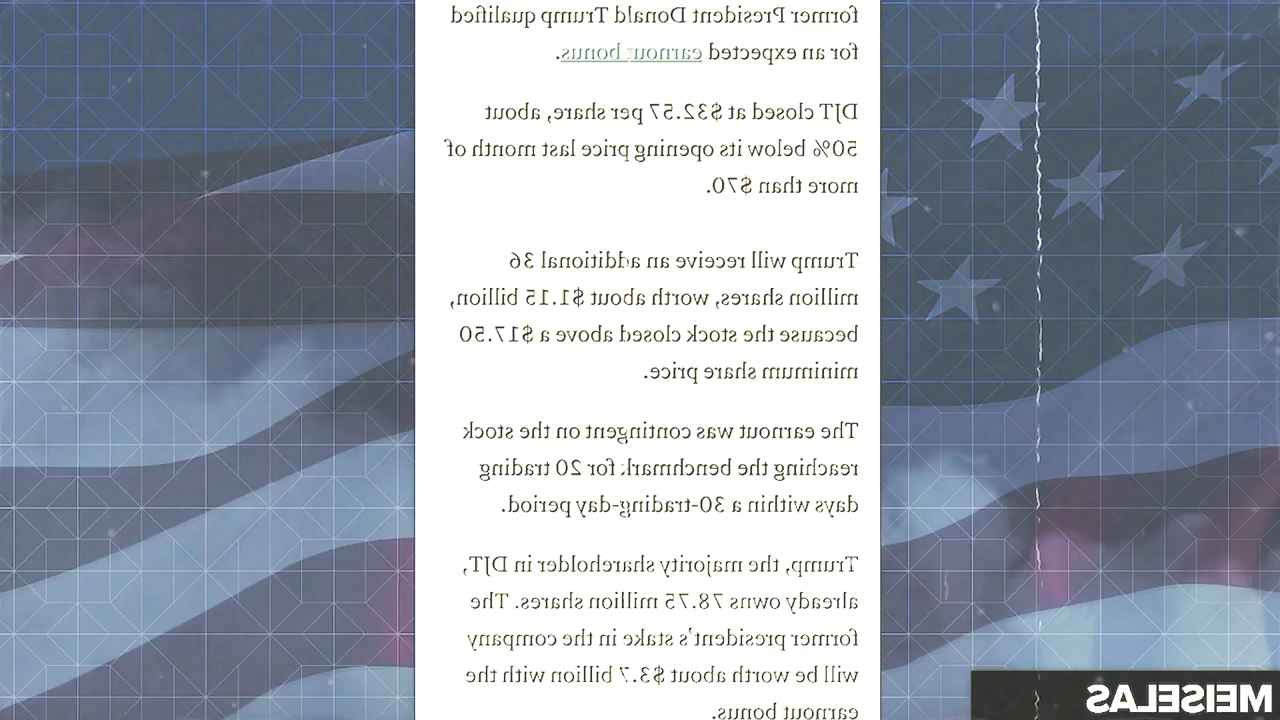 former President Donald Trump qualified
for an expected earnout bonus.
DJT closed at $32.57 per share, about
50% below its opening price last month of
more than $70.
Trump will receive an additional 36
million shares, worth about $1.15 billion,
because the stock closed above a $17.50
minimum share price.
The earnout was contingent on the stock
reaching the benchmark for 20 trading
days within a 30-trading-day period.
Trump, the majority shareholder in DJT,
already owns 78.75 million shares. The
former president's stake in the company
will be worth about $3.7 billion with the
earnout bonus.
MEISELAS